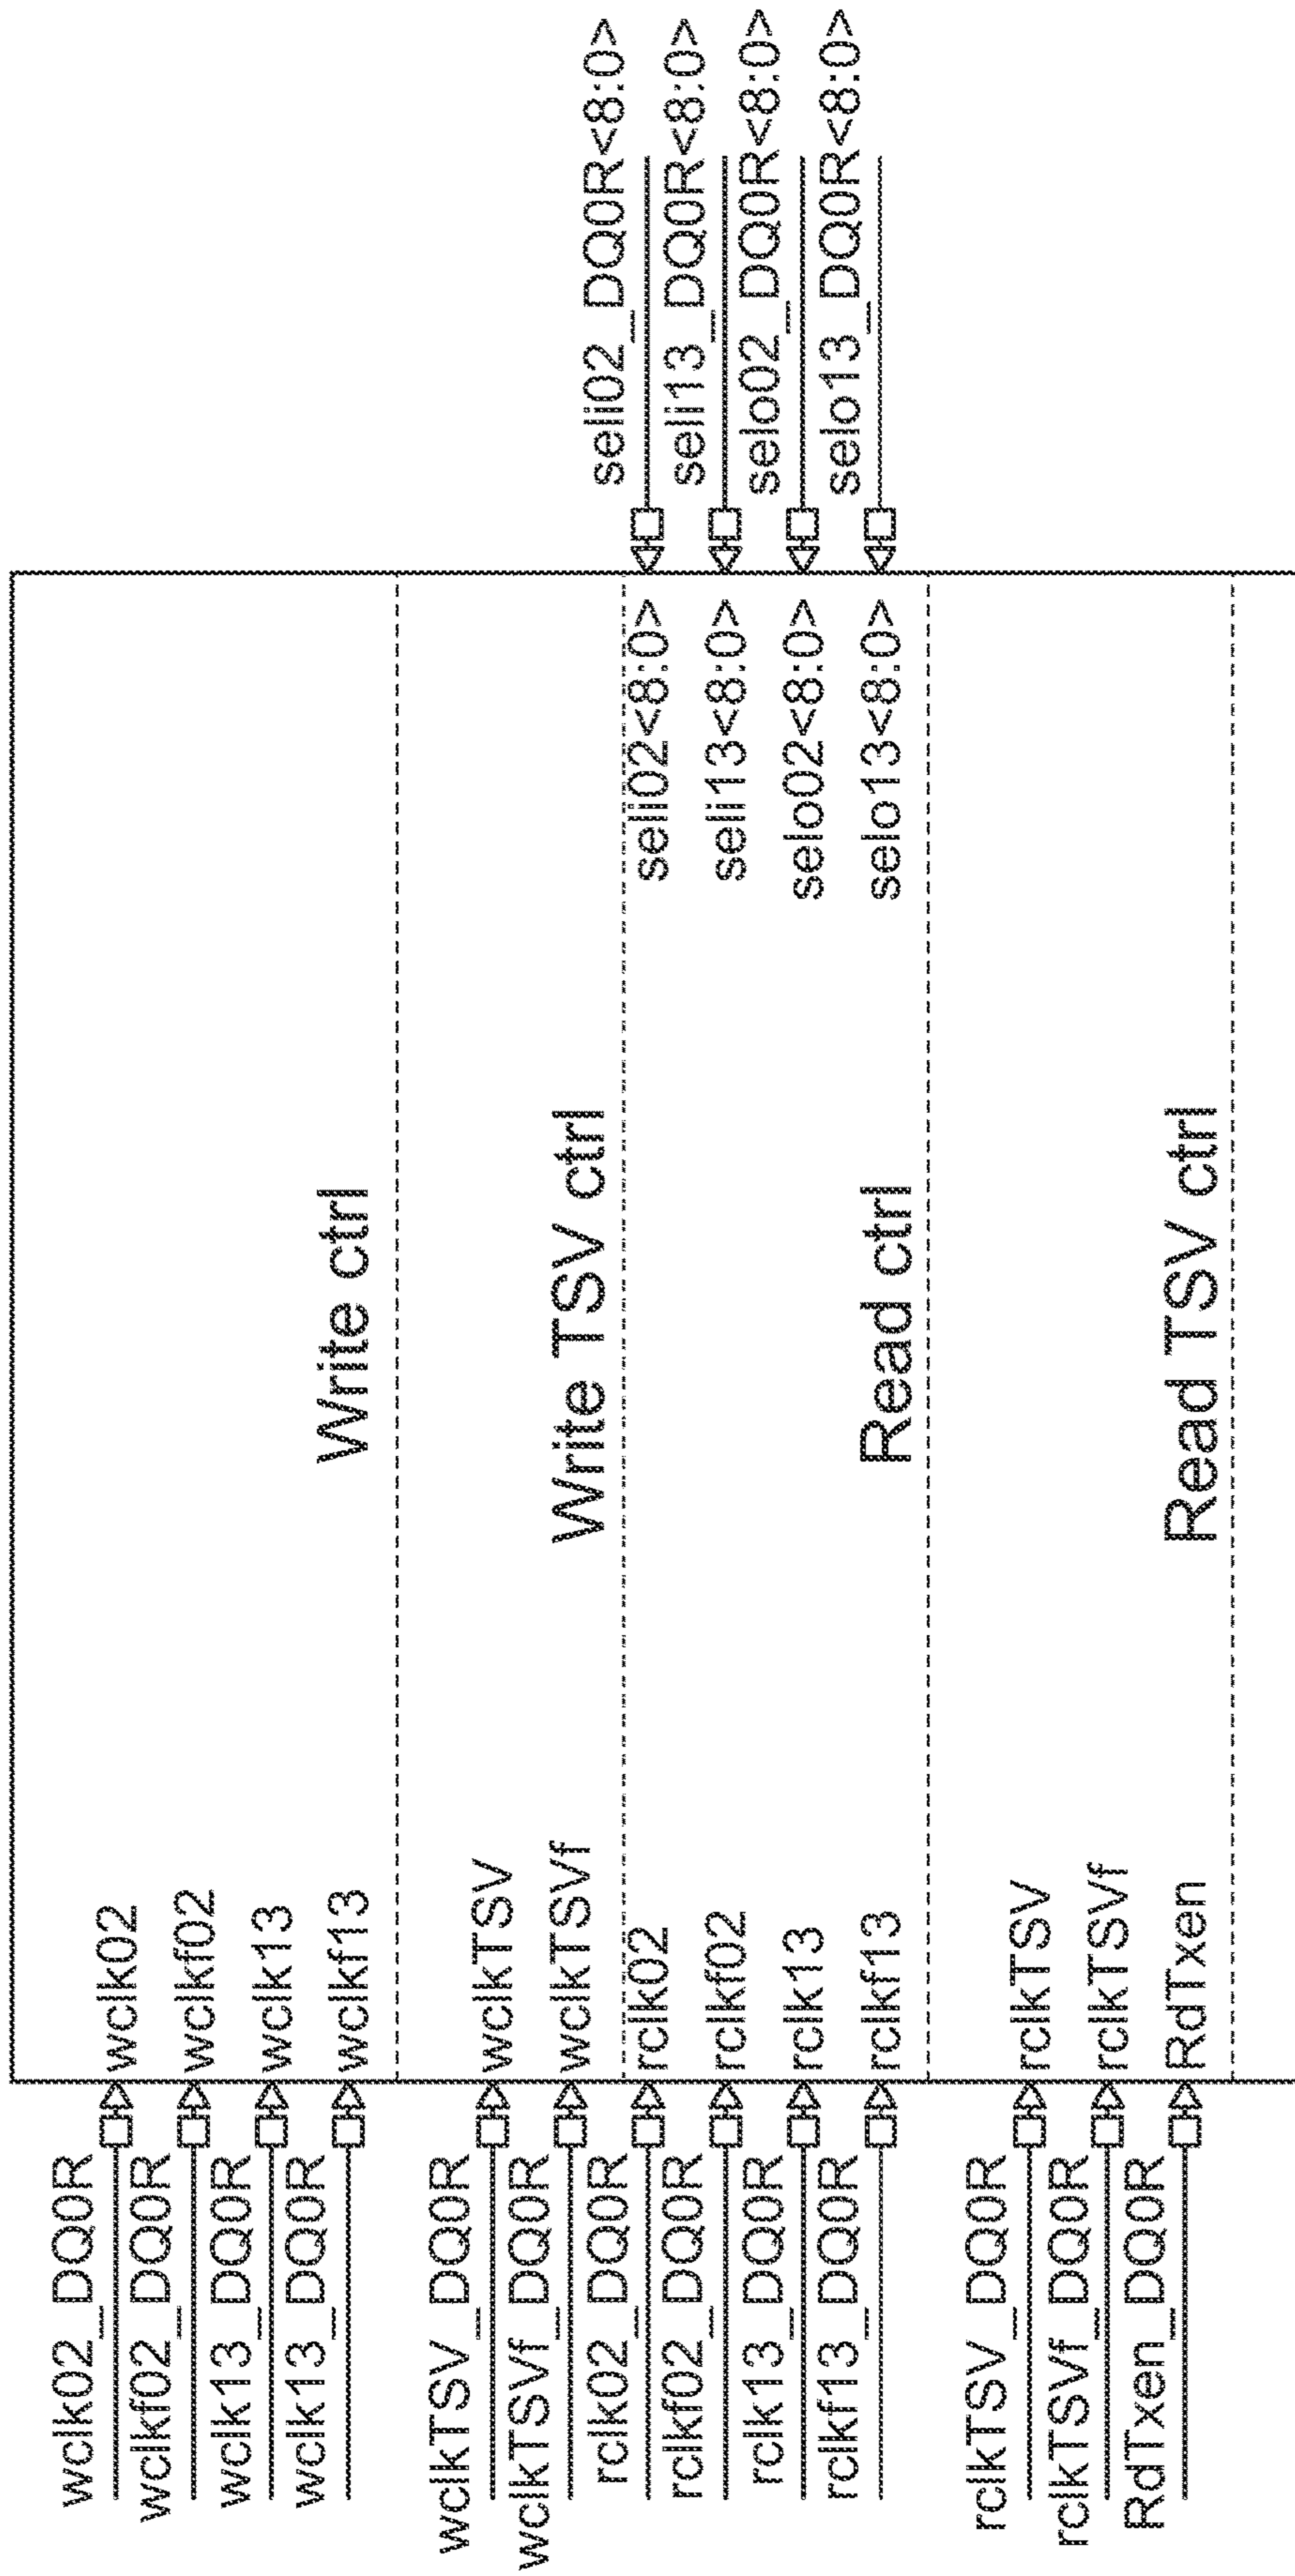 wclk02_DQ0R
wclk02
wclkf02_DQ0R
wclkf02
wclk13_DQ0R
wclk13
wclk13_DQ0R
wclkf13
Write ctrl
wclkTSV_DQ0R
wclkTSV
wclkTSVf_DQ0R
wclkTSVf
Write TSV ctrl
rclk02_DQ0R
rclk02
seli02<8:0>
seli02_DQ0R<8:0>
rclkf02_DQ0R
rclkf02
seli13<8:0>
seli13_DQ0R<8:0>
rclk13_DQ0R
rclk13
selo02<8:0>
selo02_DQ0R<8:0>
rclkf13_DQ0R
rclkf13
selo13<8:0>
selo13_DQ0R<8:0>
Read ctrl
rclkTSV_DQ0R
rclkTSV
rclkTSVf_DQ0R
rclkTSVf
RdTxen_DQ0R
RdTxen
Read TSV ctrl